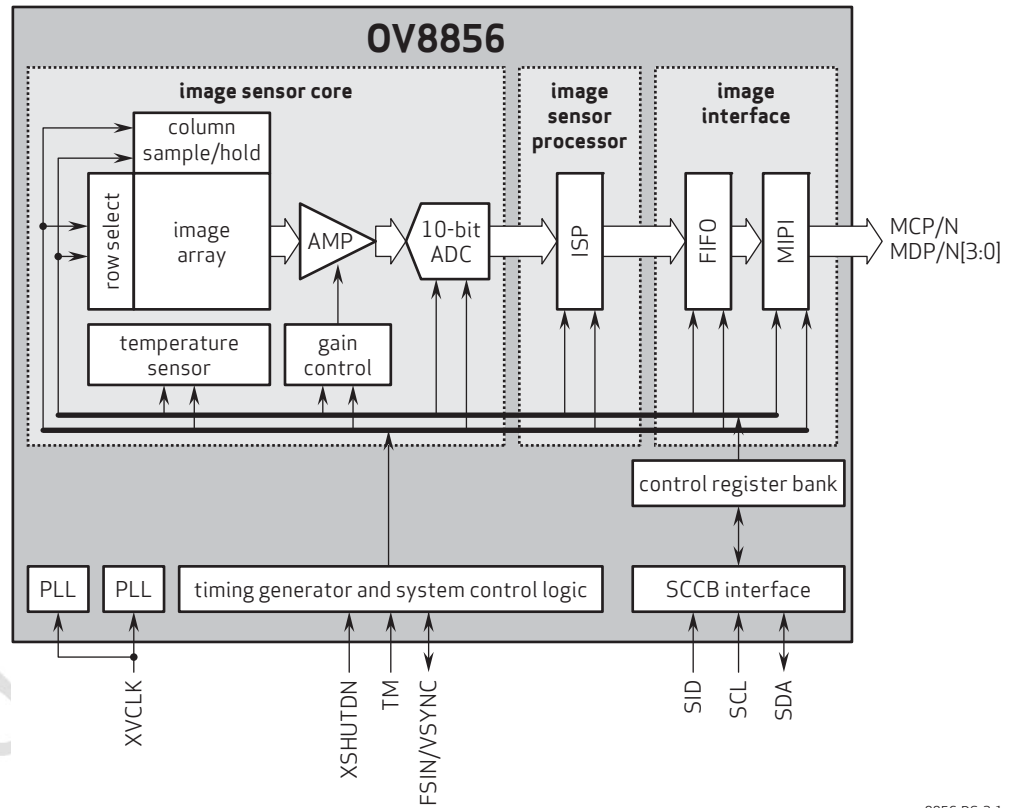 OV8856
image sensor core
image
sensor
processor
image
interface
column
sample/hold
row select
image
array
AMP
10-bit
ADC
ISP
FIFO
MIPI
MCP/N
MDP/N[3:0]
temperature
sensor
gain
control
control register bank
PLL
PLL
timing generator and system control logic
SCCB interface
XVCLK
XSHUTDN
TM
FSIN/VSYNC
SID
SCL
SDA